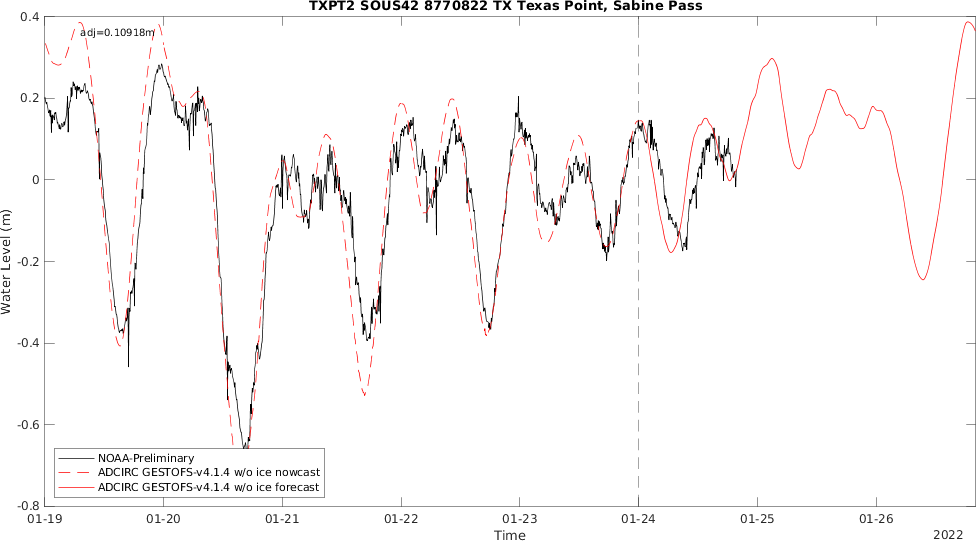 TXPT2 SOUS42 8770822 TX Texas Point, Sabine Pass
0.4
adj=0.10918m
0.2
0
-0.2
-0.4
-0.6
-0.8
Water Level (m)
NOAA-Preliminary
ADCIRC GESTOFS-v4.1.4 w/o ice nowcast
ADCIRC GESTOFS-v4.1.4 w/o ice forecast
01-19 01-20 01-21 01-22 01-23 01-24 01-25 01-26
Time
2022